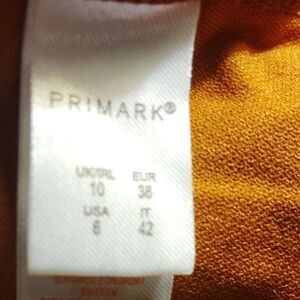 PRIMARK®
UK/IRL EUR
10 38
USA IT
6 42